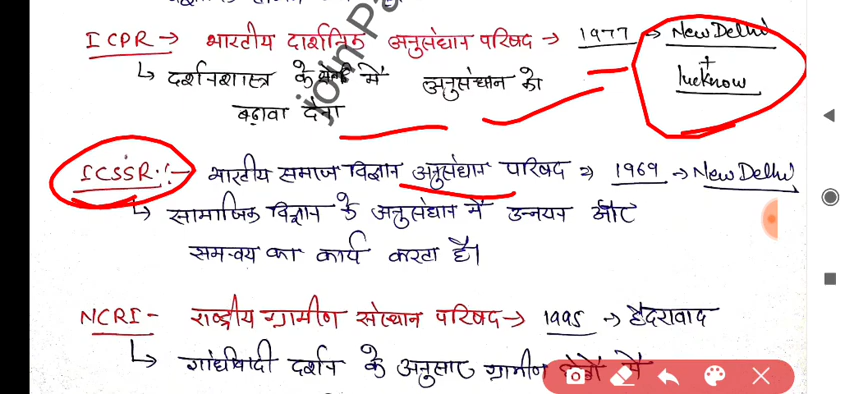 ICPR → भारतीय दार्शनिक अनुसंधान परिषद → 1977 → New Delhi
+
↳ दर्शनशास्त्र के में अनुसंधान को
lucknow
बढ़ावा देना
join Pa
ICSSR :- भारतीय समाज विज्ञान अनुसंधान परिषद → 1969 → New Delhi
↳ सामाजिक विज्ञान के अनुसंधान में उन्नयन और
समन्वय का कार्य करता है।
NCRI - राष्ट्रीय ग्रामीण संस्थान परिषद → 1995 → हैदरावाद
↳ गांधीवादी दर्शन के अनुसार ग्रामीण में